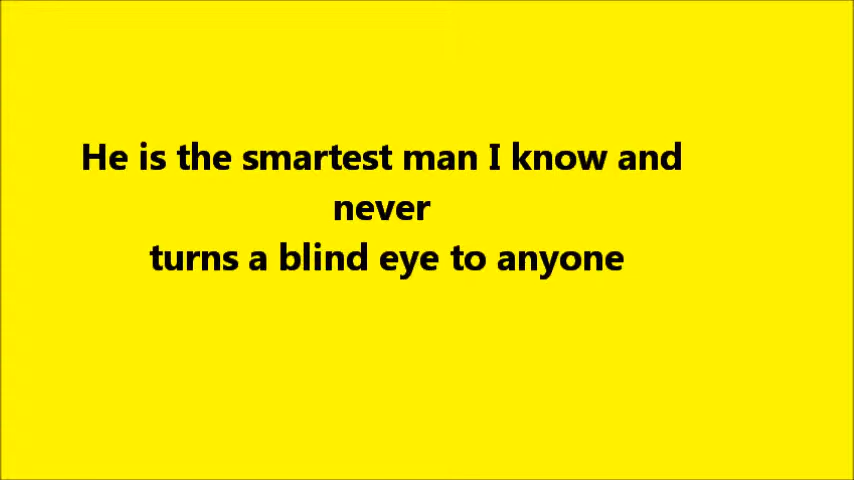 He is the smartest man I know and
never
turns a blind eye to anyone